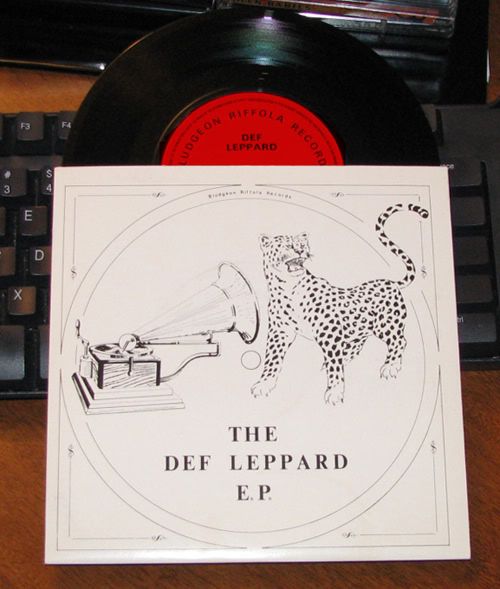 F3
F4
#
3
$
4
E
D
X
BLUDGEON RIFFOLA RECORDS
DEF
LEPPARD
Bludgeon Riffola Records
THE
DEF LEPPARD
E.P.